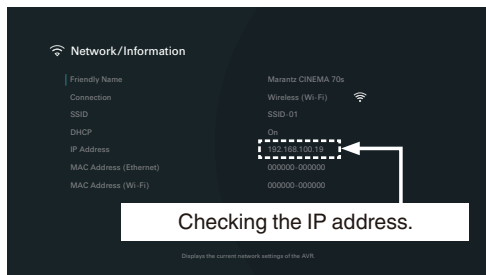 Network/Information
Friendly Name Marantz CINEMA 70s
Connection Wireless (Wi-Fi)
SSID SSID-01
DHCP On
IP Address 192.168.100.19
MAC Address (Ethernet) 000000-000000
MAC Address (Wi-Fi) 000000-000000
Checking the IP address.
Displays the current network settings of the AVR.